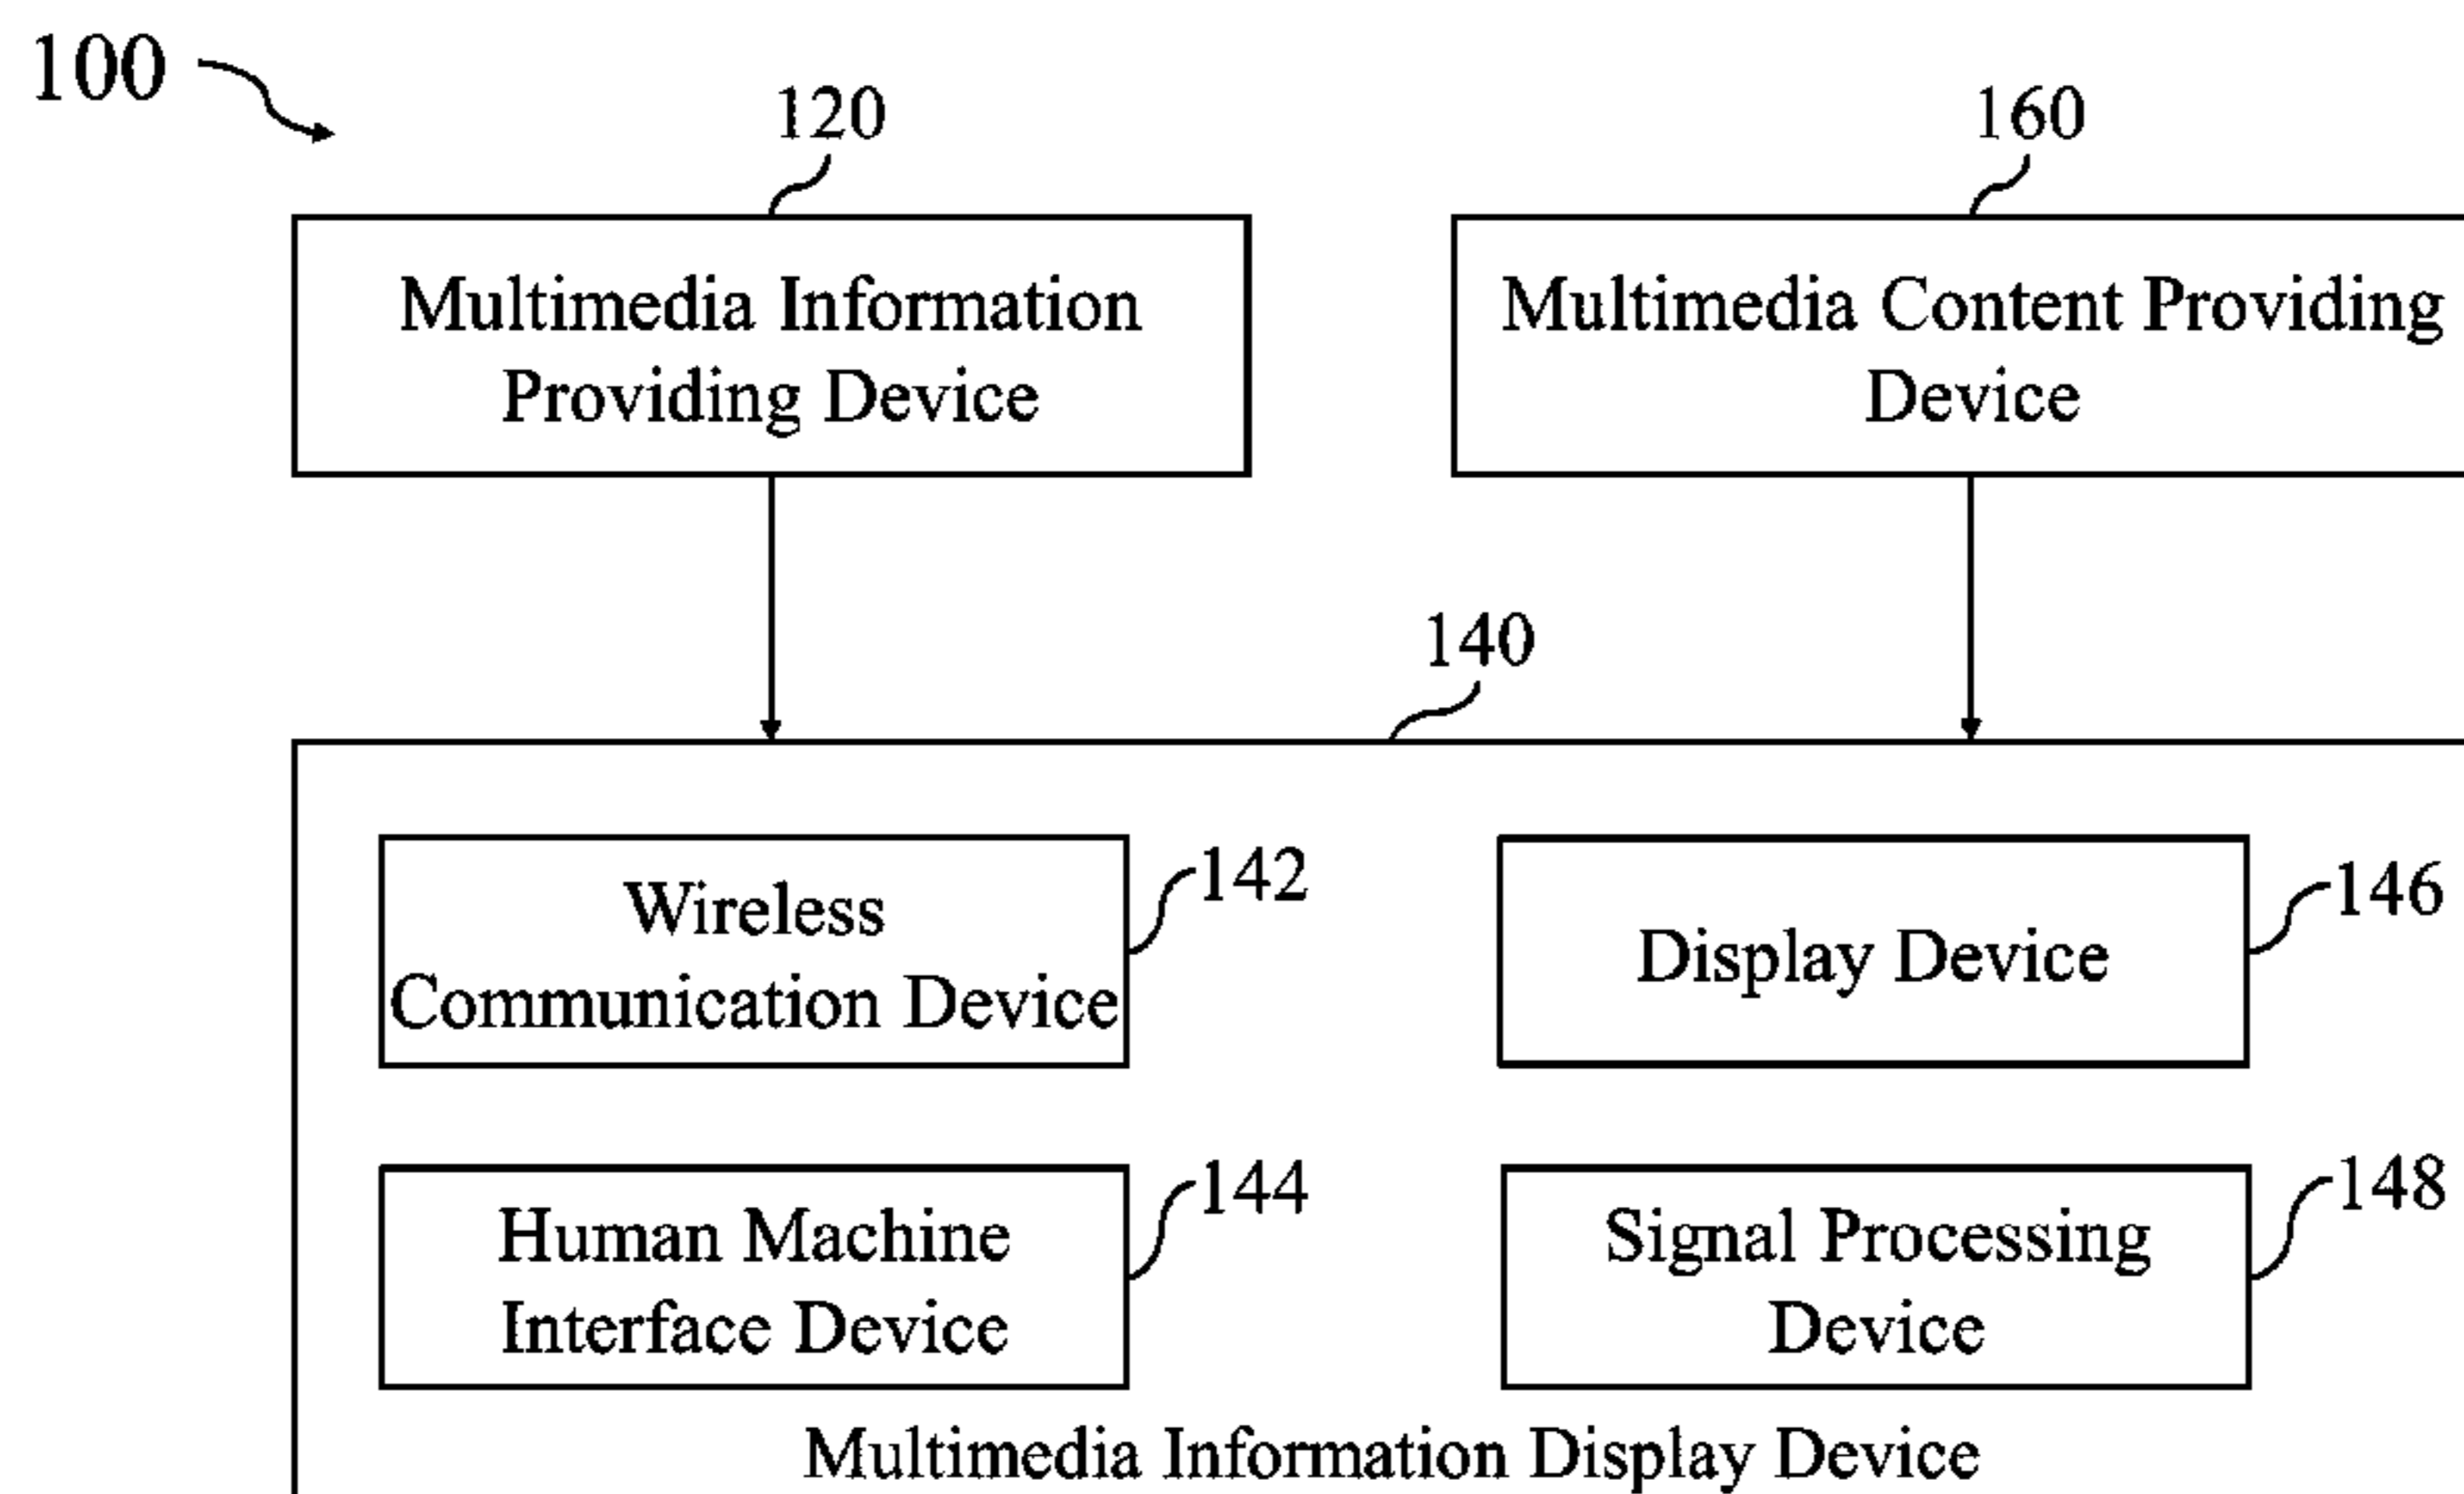 100
120
160
Multimedia Information
Providing Device
Multimedia Content Providing
Device
140
Wireless
Communication Device
142
Display Device
146
Human Machine
Interface Device
144
Signal Processing
Device
148
Multimedia Information Display Device